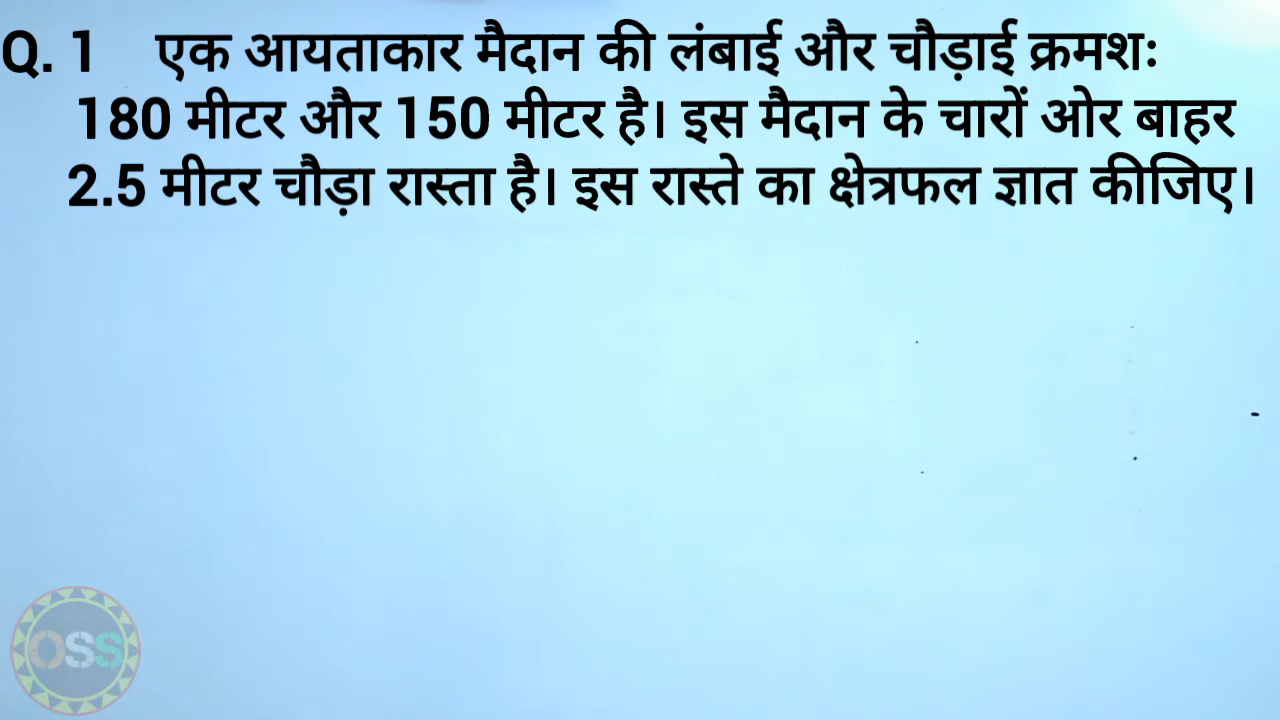 Q. 1 एक आयताकार मैदान की लंबाई और चौड़ाई क्रमशः
180 मीटर और 150 मीटर है। इस मैदान के चारों ओर बाहर
2.5 मीटर चौड़ा रास्ता है। इस रास्ते का क्षेत्रफल ज्ञात कीजिए।
OSS